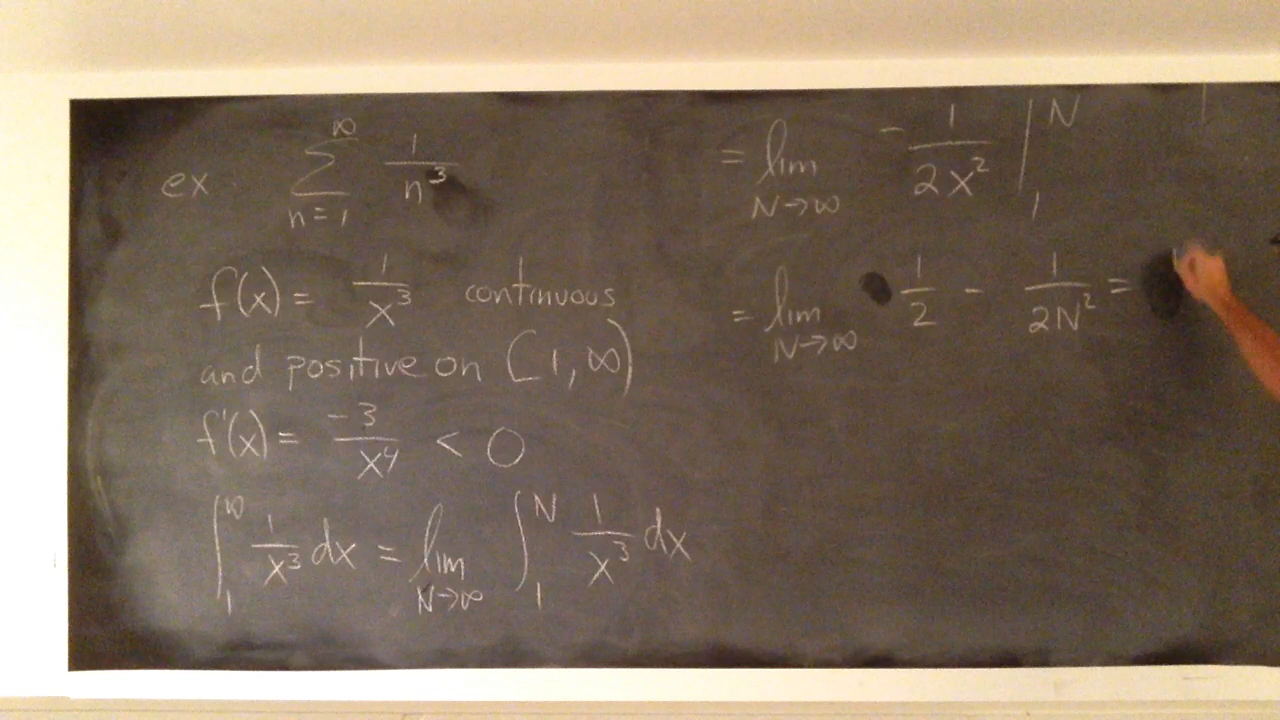 ex. ∑_{n=1}^{∞} 1/n³
f(x) = 1/x³ continuous
and positive on (1, ∞)
f'(x) = -3/x⁴ < 0
∫_1^∞ 1/x³ dx = lim_{N→∞} ∫_1^N 1/x³ dx
= lim_{N→∞} - 1/2x² |_1^N
= lim_{N→∞} 1/2 - 1/2N² =